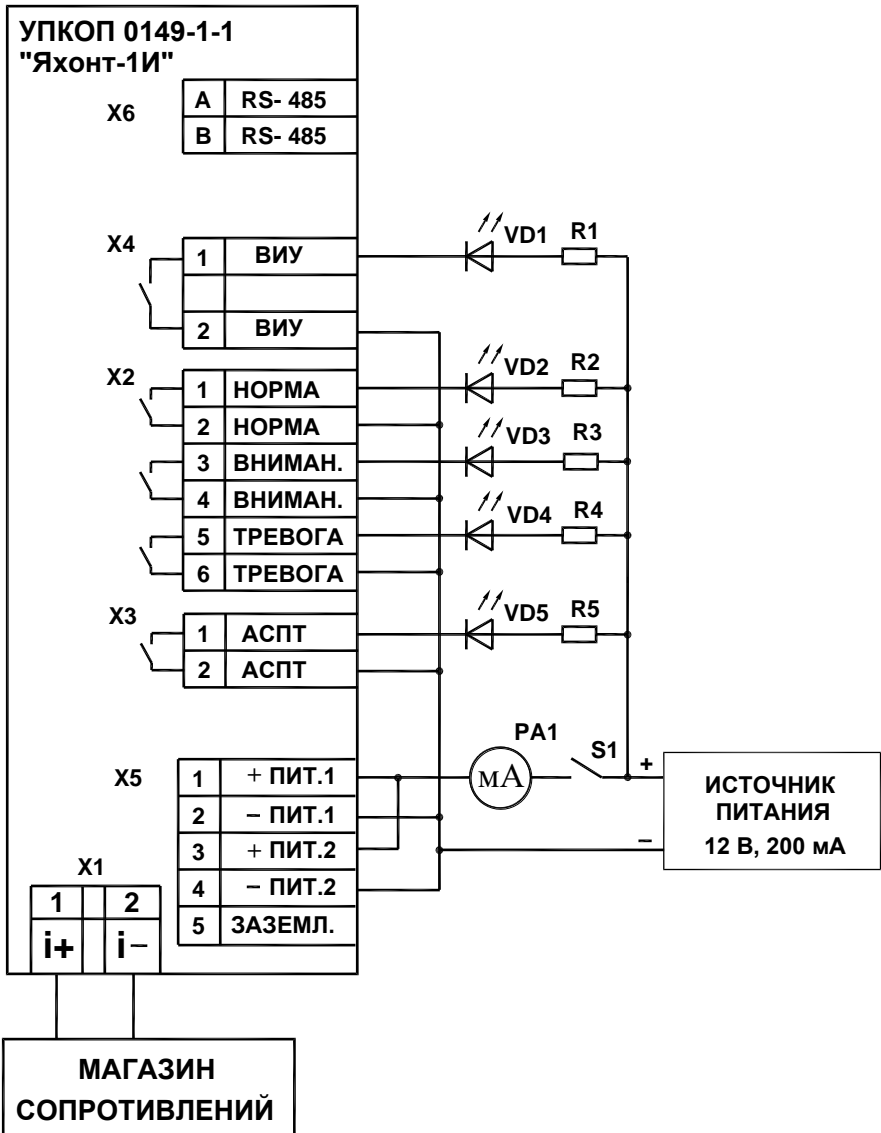 УПКОП 0149-1-1
"Яхонт-1И"
X6
A RS- 485
B RS- 485
X4
1 ВИУ
2 ВИУ
VD1 R1
X2
1 НОРМА
2 НОРМА
3 ВНИМАН.
4 ВНИМАН.
5 ТРЕВОГА
6 ТРЕВОГА
VD2 R2
VD3 R3
VD4 R4
X3
1 АСПТ
2 АСПТ
VD5 R5
X5
1 + ПИТ.1
2 – ПИТ.1
3 + ПИТ.2
4 – ПИТ.2
5 ЗАЗЕМЛ.
PA1
мА
S1
+
–
ИСТОЧНИК
ПИТАНИЯ
12 В, 200 мА
X1
1 2
i+ i–
МАГАЗИН
СОПРОТИВЛЕНИЙ